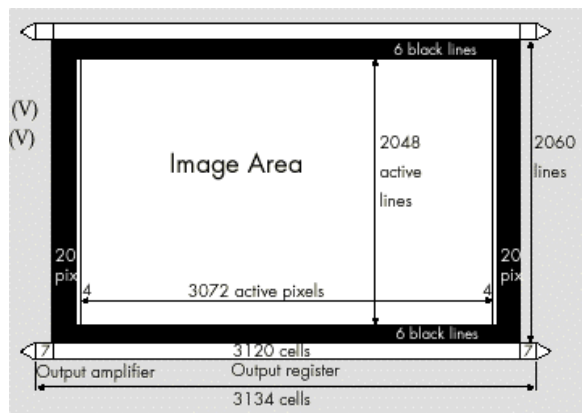 6 black lines
(V)
(V)
Image Area
2048
active
lines
2060
lines
20
pix
20
pix
4
3072 active pixels
4
6 black lines
7
3120 cells
7
Output amplifier
Output register
3134 cells